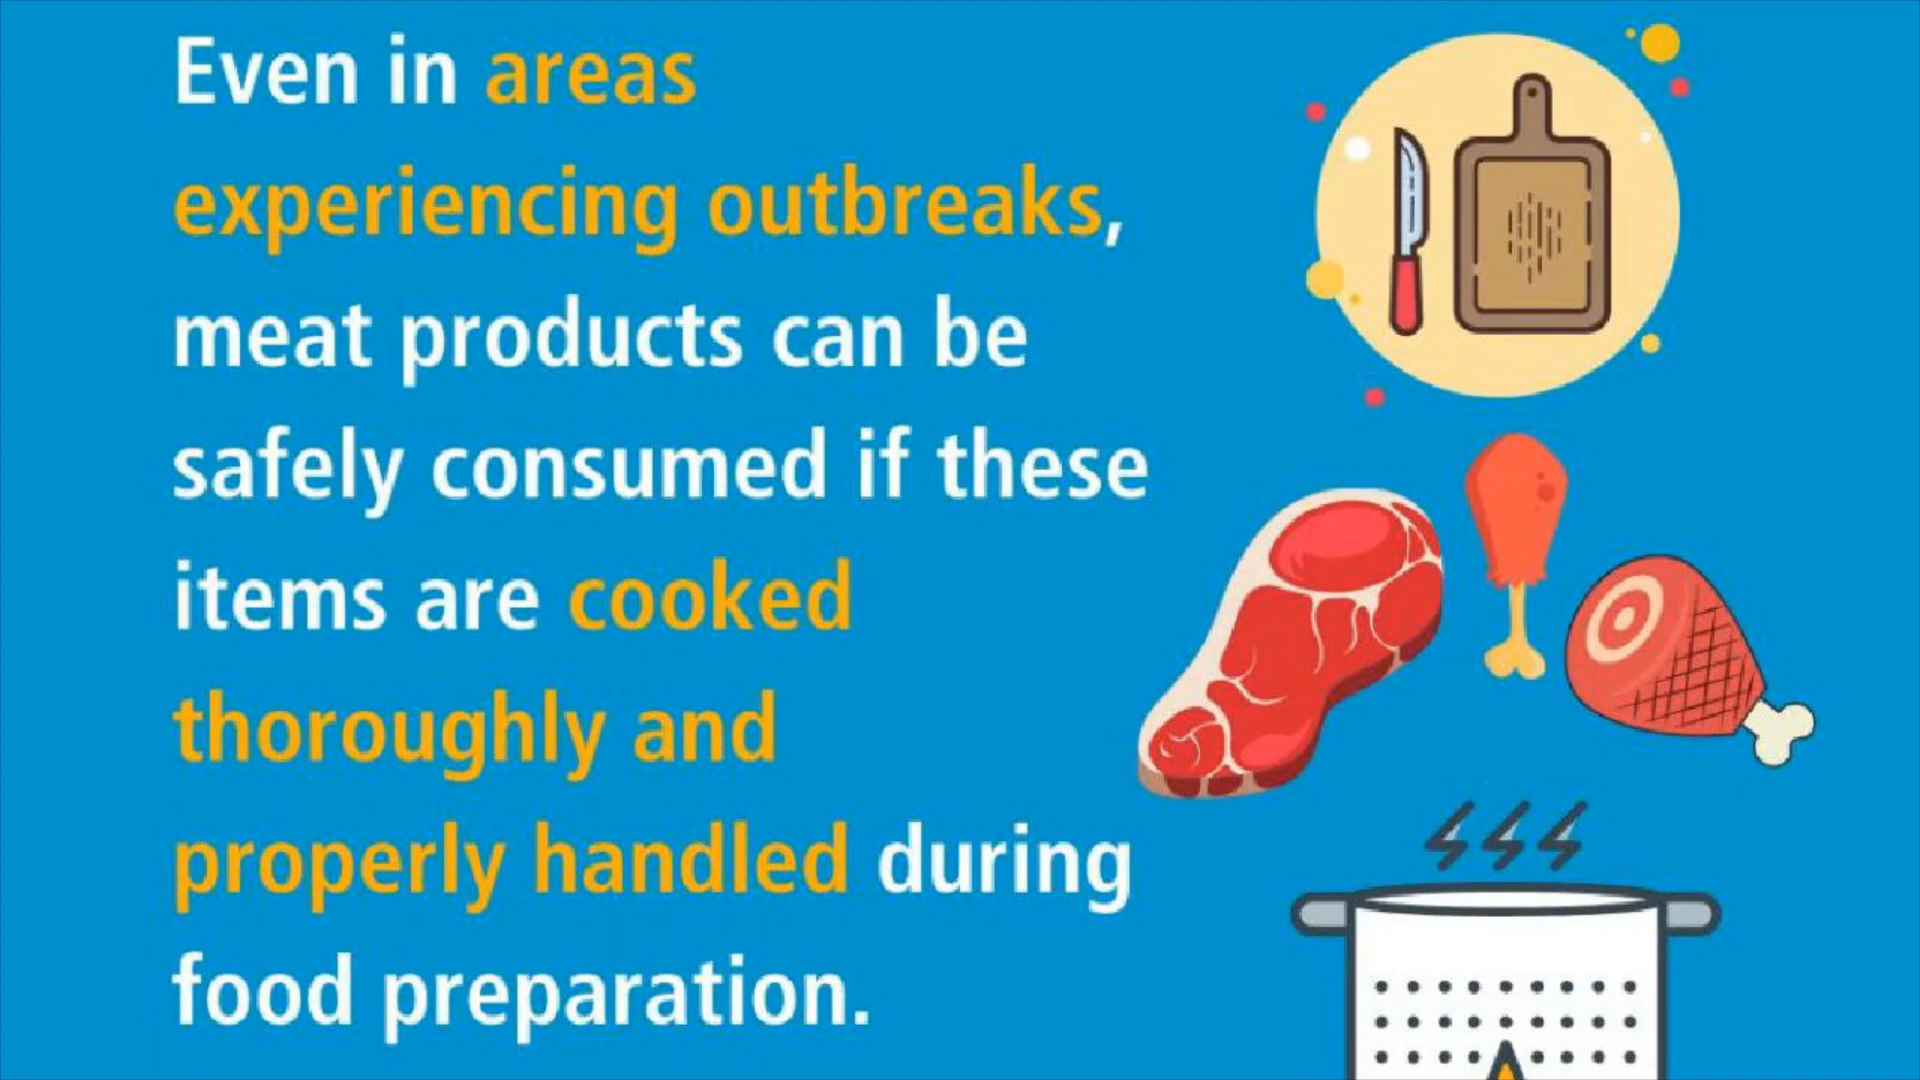 Even in areas
experiencing outbreaks,
meat products can be
safely consumed if these
items are cooked
thoroughly and
properly handled during
food preparation.